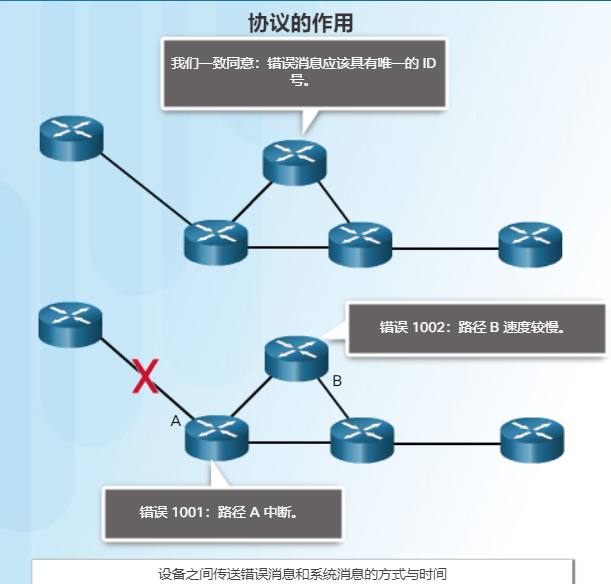 协议的作用
我们一致同意：错误消息应该具有唯一的 ID
号。
错误 1002：路径 B 速度较慢。
B
A
错误 1001：路径 A 中断。
设备之间传送错误消息和系统消息的方式与时间